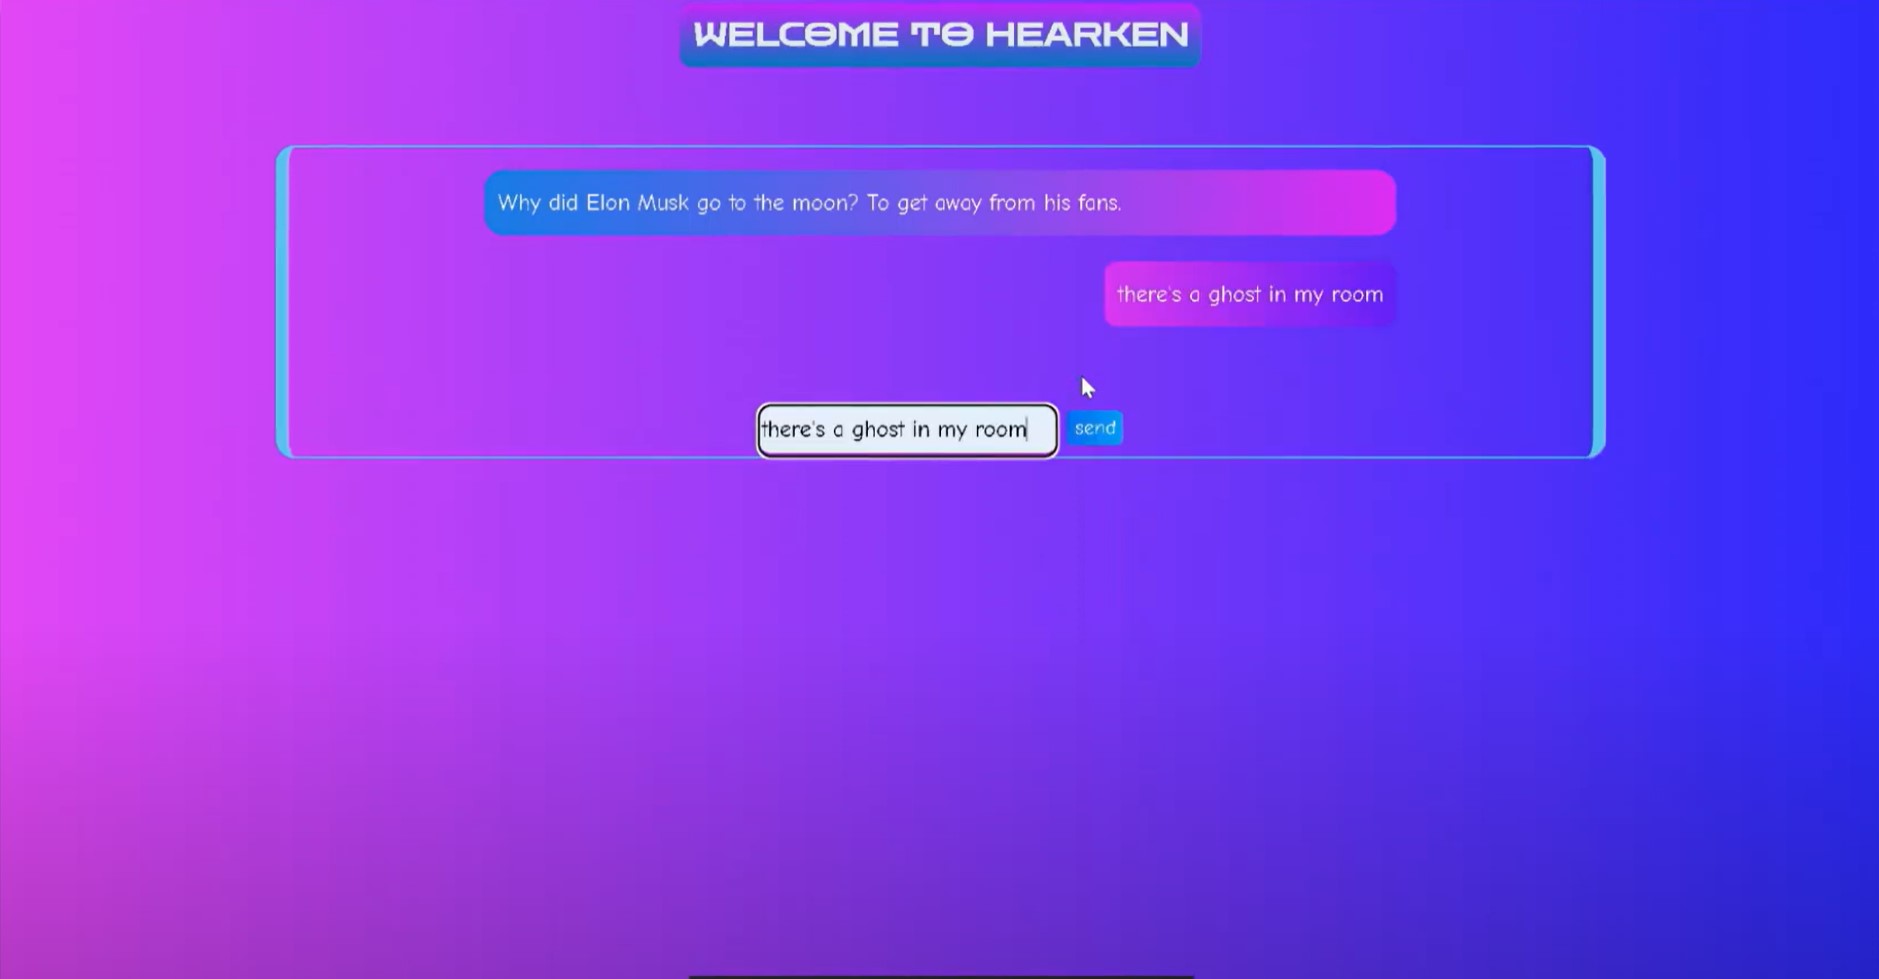 WELCOME TO HEARKEN
Why did Elon Musk go to the moon? To get away from his fans.
there's a ghost in my room
there's a ghost in my room
send